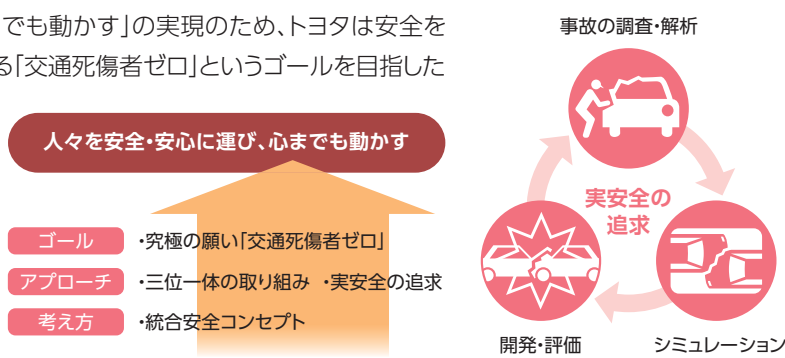 でも動かす」の実現のため、トヨタは安全を
る「交通死傷者ゼロ」というゴールを目指した
人々を安全・安心に運び、心までも動かす
ゴール ・究極の願い「交通死傷者ゼロ」
アプローチ ・三位一体の取り組み ・実安全の追求
考え方 ・統合安全コンセプト
事故の調査・解析
実安全の
追求
開発・評価 シミュレーション